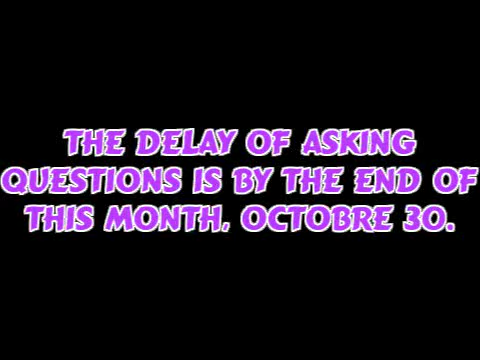 THE DELAY OF ASKING
QUESTIONS IS BY THE END OF
THIS MONTH, OCTOBRE 30.